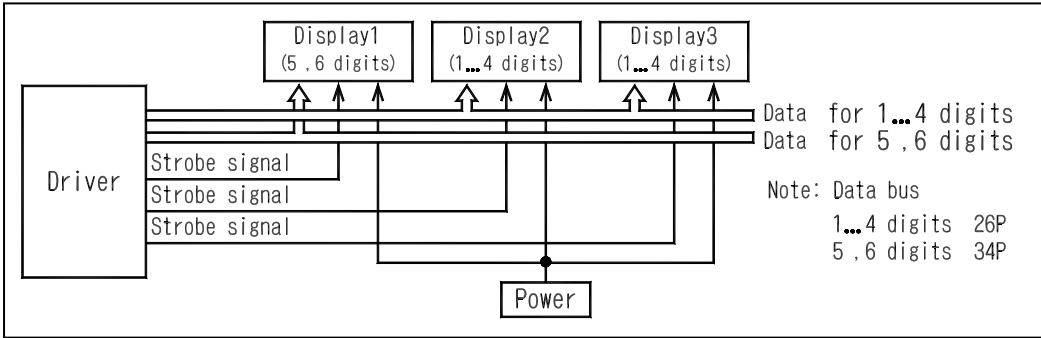 Display1
(5 ,6 digits)
Display2
(1…4 digits)
Display3
(1…4 digits)
Driver
Data for 1…4 digits
Data for 5 ,6 digits
Strobe signal
Strobe signal
Strobe signal
Note: Data bus
1…4 digits 26P
5 ,6 digits 34P
Power